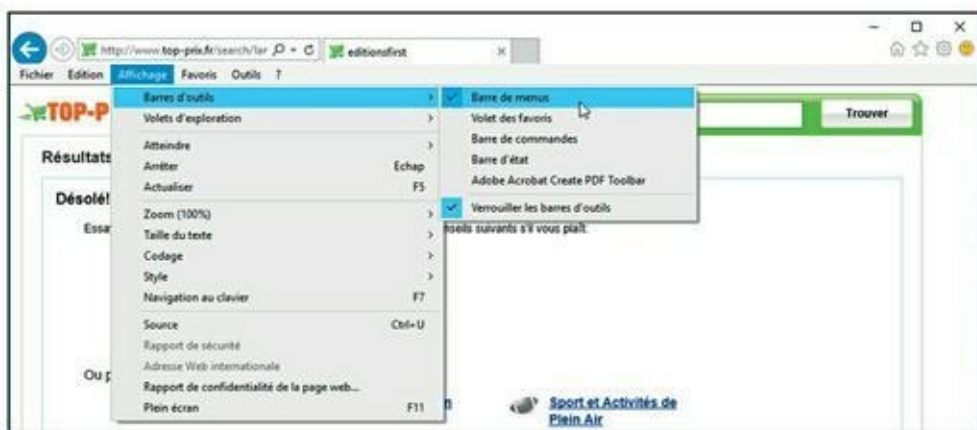 http://www.top-prix.fr/search/lar
editionsfirst
Fichier Edition Affichage Favoris Outils ?
TOP-P
Trouver
Résultats
Désolé!
Essa
nseils suivants s'il vous plaît.
Ou p
Barres d'outils
Volets d'exploration
Atteindre
Arrêter Echap
Actualiser F5
Zoom (100%)
Taille du texte
Codage
Style
Navigation au clavier F7
Source Ctrl+U
Rapport de sécurité
Adresse Web internationale
Rapport de confidentialité de la page web...
Plein écran F11
Barre de menus
Volet des favoris
Barre de commandes
Barre d'état
Adobe Acrobat Create PDF Toolbar
Verrouiller les barres d'outils
n
Sport et Activités de
Plein Air